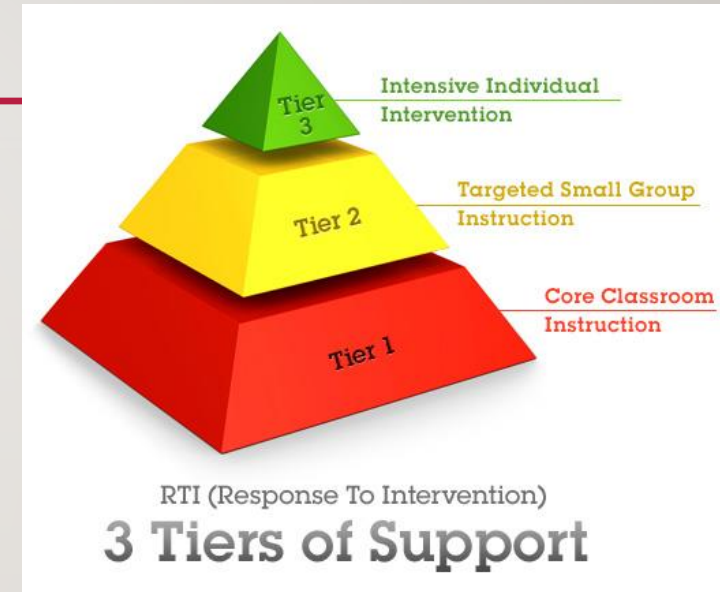 Tier
3
Intensive Individual
Intervention
Tier 2
Targeted Small Group
Instruction
Tier 1
Core Classroom
Instruction
RTI (Response To Intervention)
3 Tiers of Support